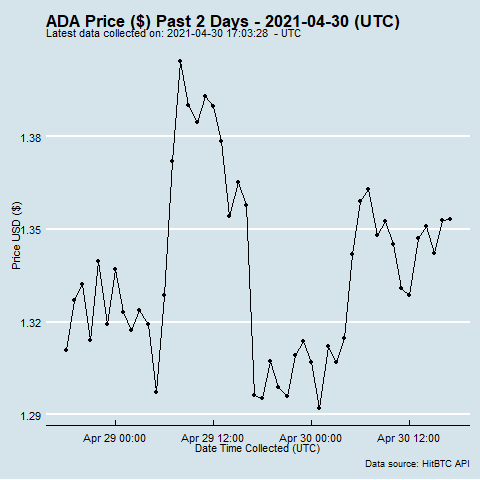 ADA Price ($) Past 2 Days - 2021-04-30 (UTC)
Latest data collected on: 2021-04-30 17:03:28 - UTC
1.38
1.35
1.32
1.29
Price USD ($)
Apr 29 00:00 Apr 29 12:00 Apr 30 00:00 Apr 30 12:00
Date Time Collected (UTC)
Data source: HitBTC API